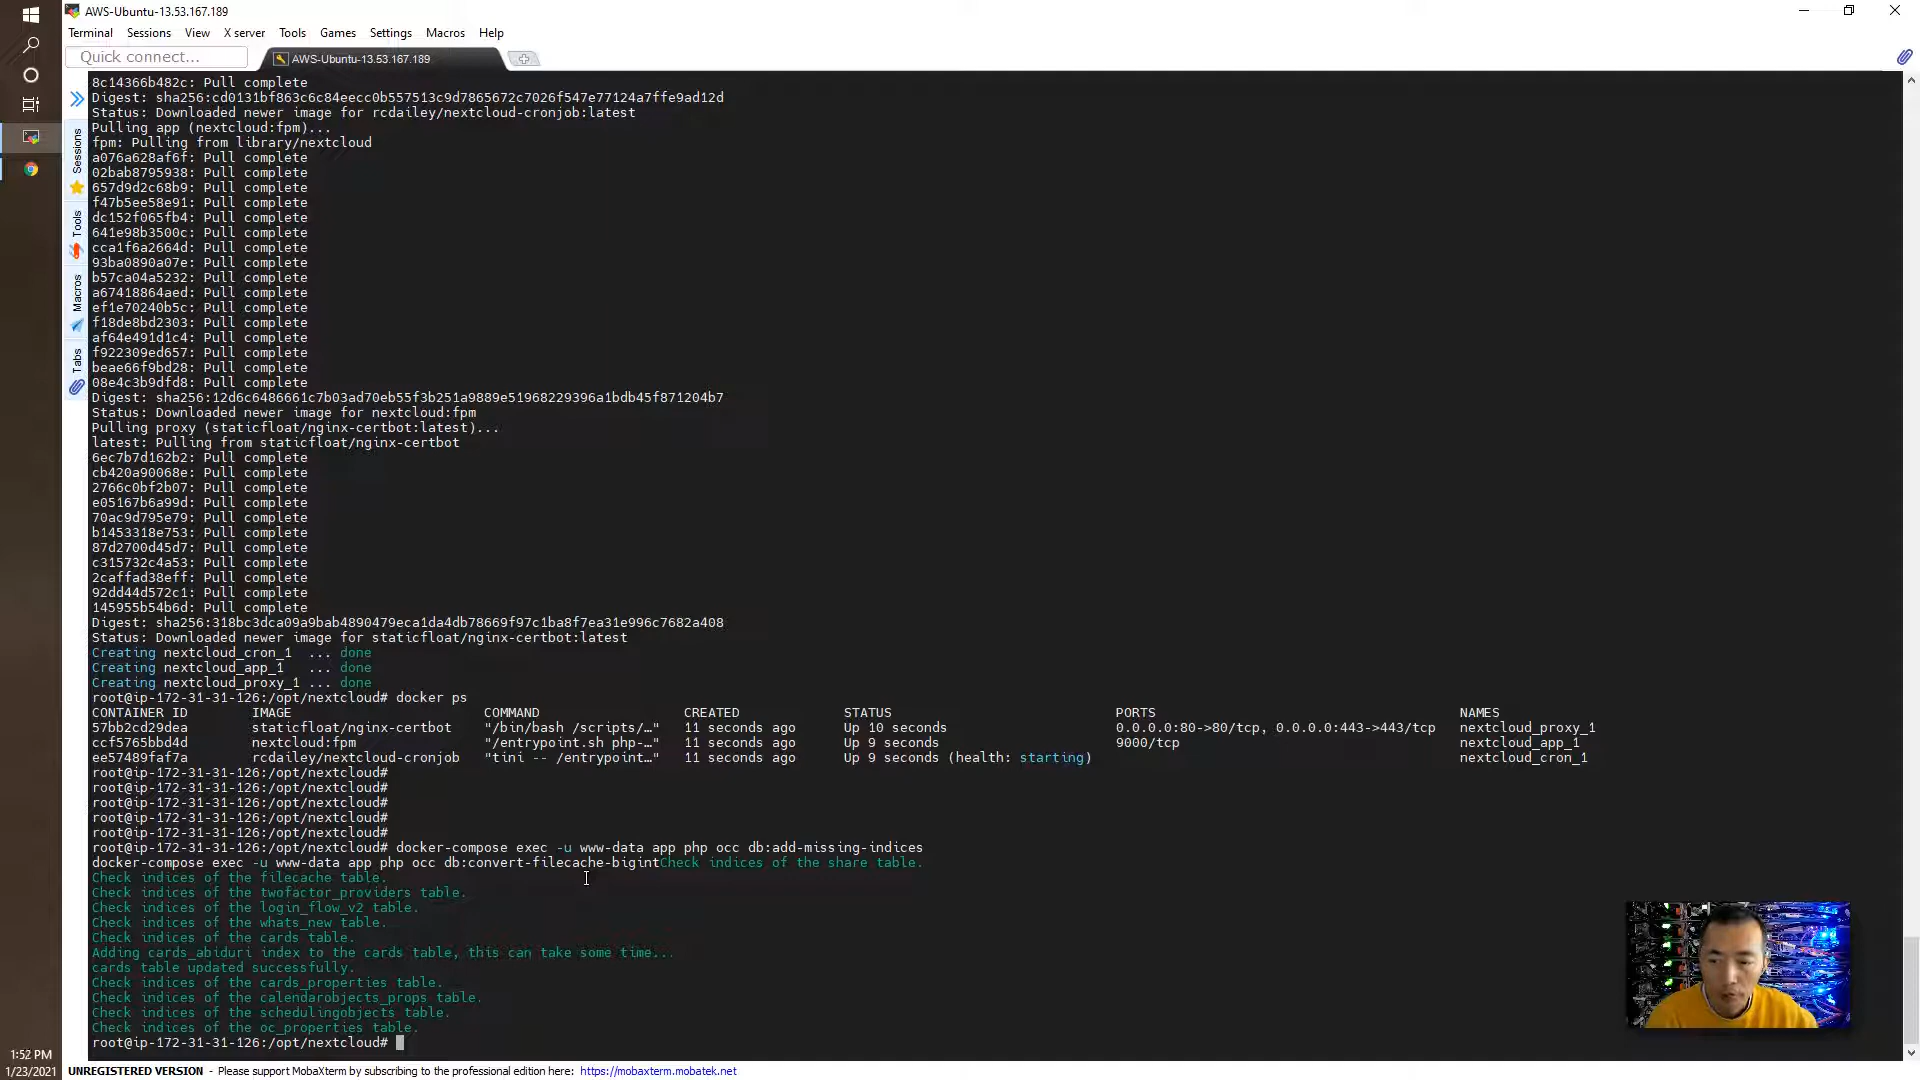 AWS-Ubuntu-13.53.167.189
Terminal Sessions View X server Tools Games Settings Macros Help
Quick connect...
AWS-Ubuntu-13.53.167.189
Sessions
Tools
Macros
Tabs
8c14366b482c: Pull complete
Digest: sha256:cd0131bf863c6c84eecc0b557513c9d7865672c7026f547e77124a7ffe9ad12d
Status: Downloaded newer image for rcdailey/nextcloud-cronjob:latest
Pulling app (nextcloud:fpm)...
fpm: Pulling from library/nextcloud
a076a628af6f: Pull complete
02bab8795938: Pull complete
657d9d2c68b9: Pull complete
f47b5ee58e91: Pull complete
dc152f065fb4: Pull complete
641e98b3500c: Pull complete
cca1f6a2664d: Pull complete
93ba0890a07e: Pull complete
b57ca04a5232: Pull complete
a67418864aed: Pull complete
ef1e70240b5c: Pull complete
f18de8bd2303: Pull complete
af64e491d1c4: Pull complete
f922309ed657: Pull complete
beae66f9bd28: Pull complete
08e4c3b9dfd8: Pull complete
Digest: sha256:12d6c6486661c7b03ad70eb55f3b251a9889e51968229396a1bdb45f871204b7
Status: Downloaded newer image for nextcloud:fpm
Pulling proxy (staticfloat/nginx-certbot:latest)...
latest: Pulling from staticfloat/nginx-certbot
6ec7b7d162b2: Pull complete
cb420a90068e: Pull complete
2766c0bf2b07: Pull complete
e05167b6a99d: Pull complete
70ac9d795e79: Pull complete
b1453318e753: Pull complete
87d2700d45d7: Pull complete
c315732c4a53: Pull complete
2caffad38eff: Pull complete
92dd44d572c1: Pull complete
145955b54b6d: Pull complete
Digest: sha256:318bc3dca09a9bab4890479eca1da4db78669f97c1ba8f7ea31e996c7682a408
Status: Downloaded newer image for staticfloat/nginx-certbot:latest
Creating nextcloud_cron_1 ... done
Creating nextcloud_app_1 ... done
Creating nextcloud_proxy_1 ... done
root@ip-172-31-31-126:/opt/nextcloud# docker ps
CONTAINER ID IMAGE COMMAND CREATED STATUS PORTS NAMES
57bb2cd29dea staticfloat/nginx-certbot "/bin/bash /scripts/…" 11 seconds ago Up 10 seconds 0.0.0.0:80->80/tcp, 0.0.0.0:443->443/tcp nextcloud_proxy_1
ccf5765bbd4d nextcloud:fpm "/entrypoint.sh php-…" 11 seconds ago Up 9 seconds 9000/tcp nextcloud_app_1
ee57489faf7a rcdailey/nextcloud-cronjob "tini -- /entrypoint…" 11 seconds ago Up 9 seconds (health: starting) nextcloud_cron_1
root@ip-172-31-31-126:/opt/nextcloud#
root@ip-172-31-31-126:/opt/nextcloud#
root@ip-172-31-31-126:/opt/nextcloud#
root@ip-172-31-31-126:/opt/nextcloud#
root@ip-172-31-31-126:/opt/nextcloud#
root@ip-172-31-31-126:/opt/nextcloud# docker-compose exec -u www-data app php occ db:add-missing-indices
docker-compose exec -u www-data app php occ db:convert-filecache-bigintCheck indices of the share table.
Check indices of the filecache table.
Check indices of the twofactor_providers table.
Check indices of the login_flow_v2 table.
Check indices of the whats_new table.
Check indices of the cards table.
Adding cards_abiduri index to the cards table, this can take some time...
cards table updated successfully.
Check indices of the cards_properties table.
Check indices of the calendarobjects_props table.
Check indices of the schedulingobjects table.
Check indices of the oc_properties table.
root@ip-172-31-31-126:/opt/nextcloud#
1:52 PM
1/23/2021
UNREGISTERED VERSION - Please support MobaXterm by subscribing to the professional edition here: https://mobaxterm.mobatek.net